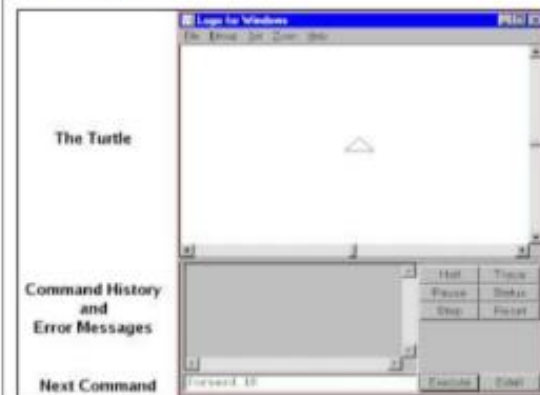 Logo for Windows
File Bitmap Set Zoom Help
The Turtle
Command History
and
Error Messages
Halt Trace
Pause Status
Step Reset
Next Command
forward 10
Execute Edall